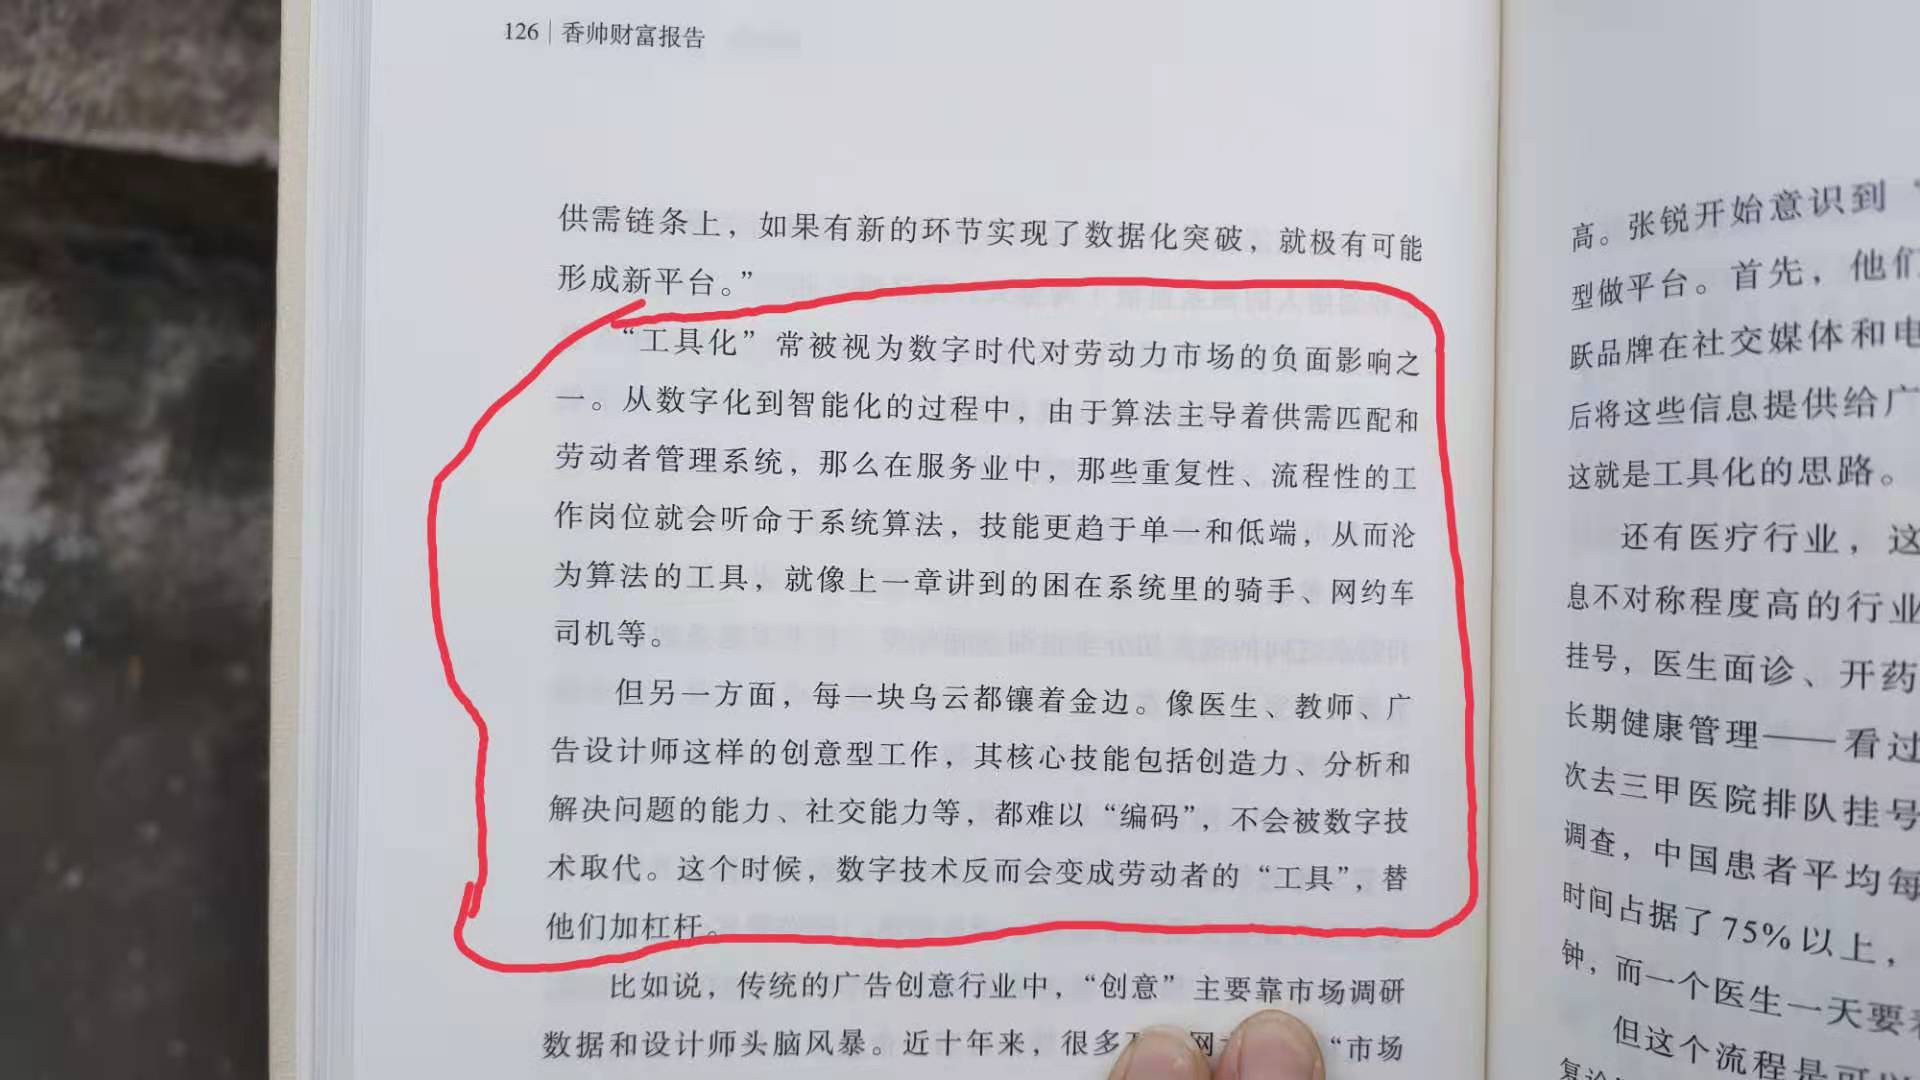 126 | 香帅财富报告
供需链条上，如果有新的环节实现了数据化突破，就极有可能
形成新平台。”
“工具化”常被视为数字时代对劳动力市场的负面影响之
一。从数字化到智能化的过程中，由于算法主导着供需匹配和
劳动者管理系统，那么在服务业中，那些重复性、流程性的工
作岗位就会听命于系统算法，技能更趋于单一和低端，从而沦
为算法的工具，就像上一章讲到的困在系统里的骑手、网约车
司机等。
但另一方面，每一块乌云都镶着金边。像医生、教师、广
告设计师这样的创意型工作，其核心技能包括创造力、分析和
解决问题的能力、社交能力等，都难以“编码”，不会被数字技
术取代。这个时候，数字技术反而会变成劳动者的“工具”，替
他们加杠杆。
比如说，传统的广告创意行业中，“创意”主要靠市场调研
数据和设计师头脑风暴。近十年来，很多 网 “市场
高。张锐开始意识到“
型做平台。首先，他们
跃品牌在社交媒体和电
后将这些信息提供给广
这就是工具化的思路。
还有医疗行业，这
息不对称程度高的行业
挂号，医生面诊、开药
长期健康管理——看过
次去三甲医院排队挂号
调查，中国患者平均每
时间占据了75%以上，
钟，而一个医生一天要
但这个流程是可以